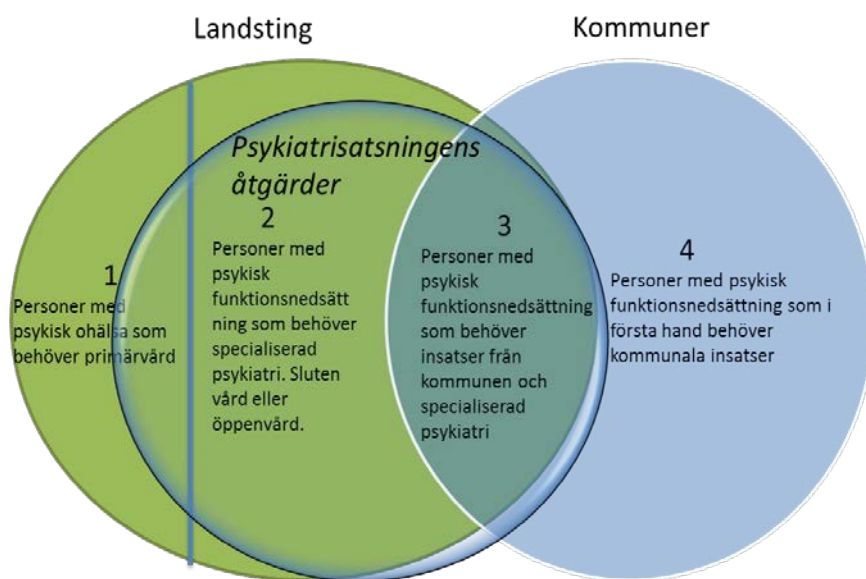 Landsting
Kommuner
Psykiatrisatsningens
åtgärder
1
Personer med
psykisk ohälsa som
behöver primärvård
2
Personer med
psykisk
funktionsnedsätt
ning som behöver
specialiserad
psykiatri. Sluten
vård eller
öppenvård.
3
Personer med
psykisk
funktionsnedsättning
som behöver
insatser från
kommunen och
specialiserad
psykiatri
4
Personer med psykisk
funktionsnedsättning som i
första hand behöver
kommunala insatser